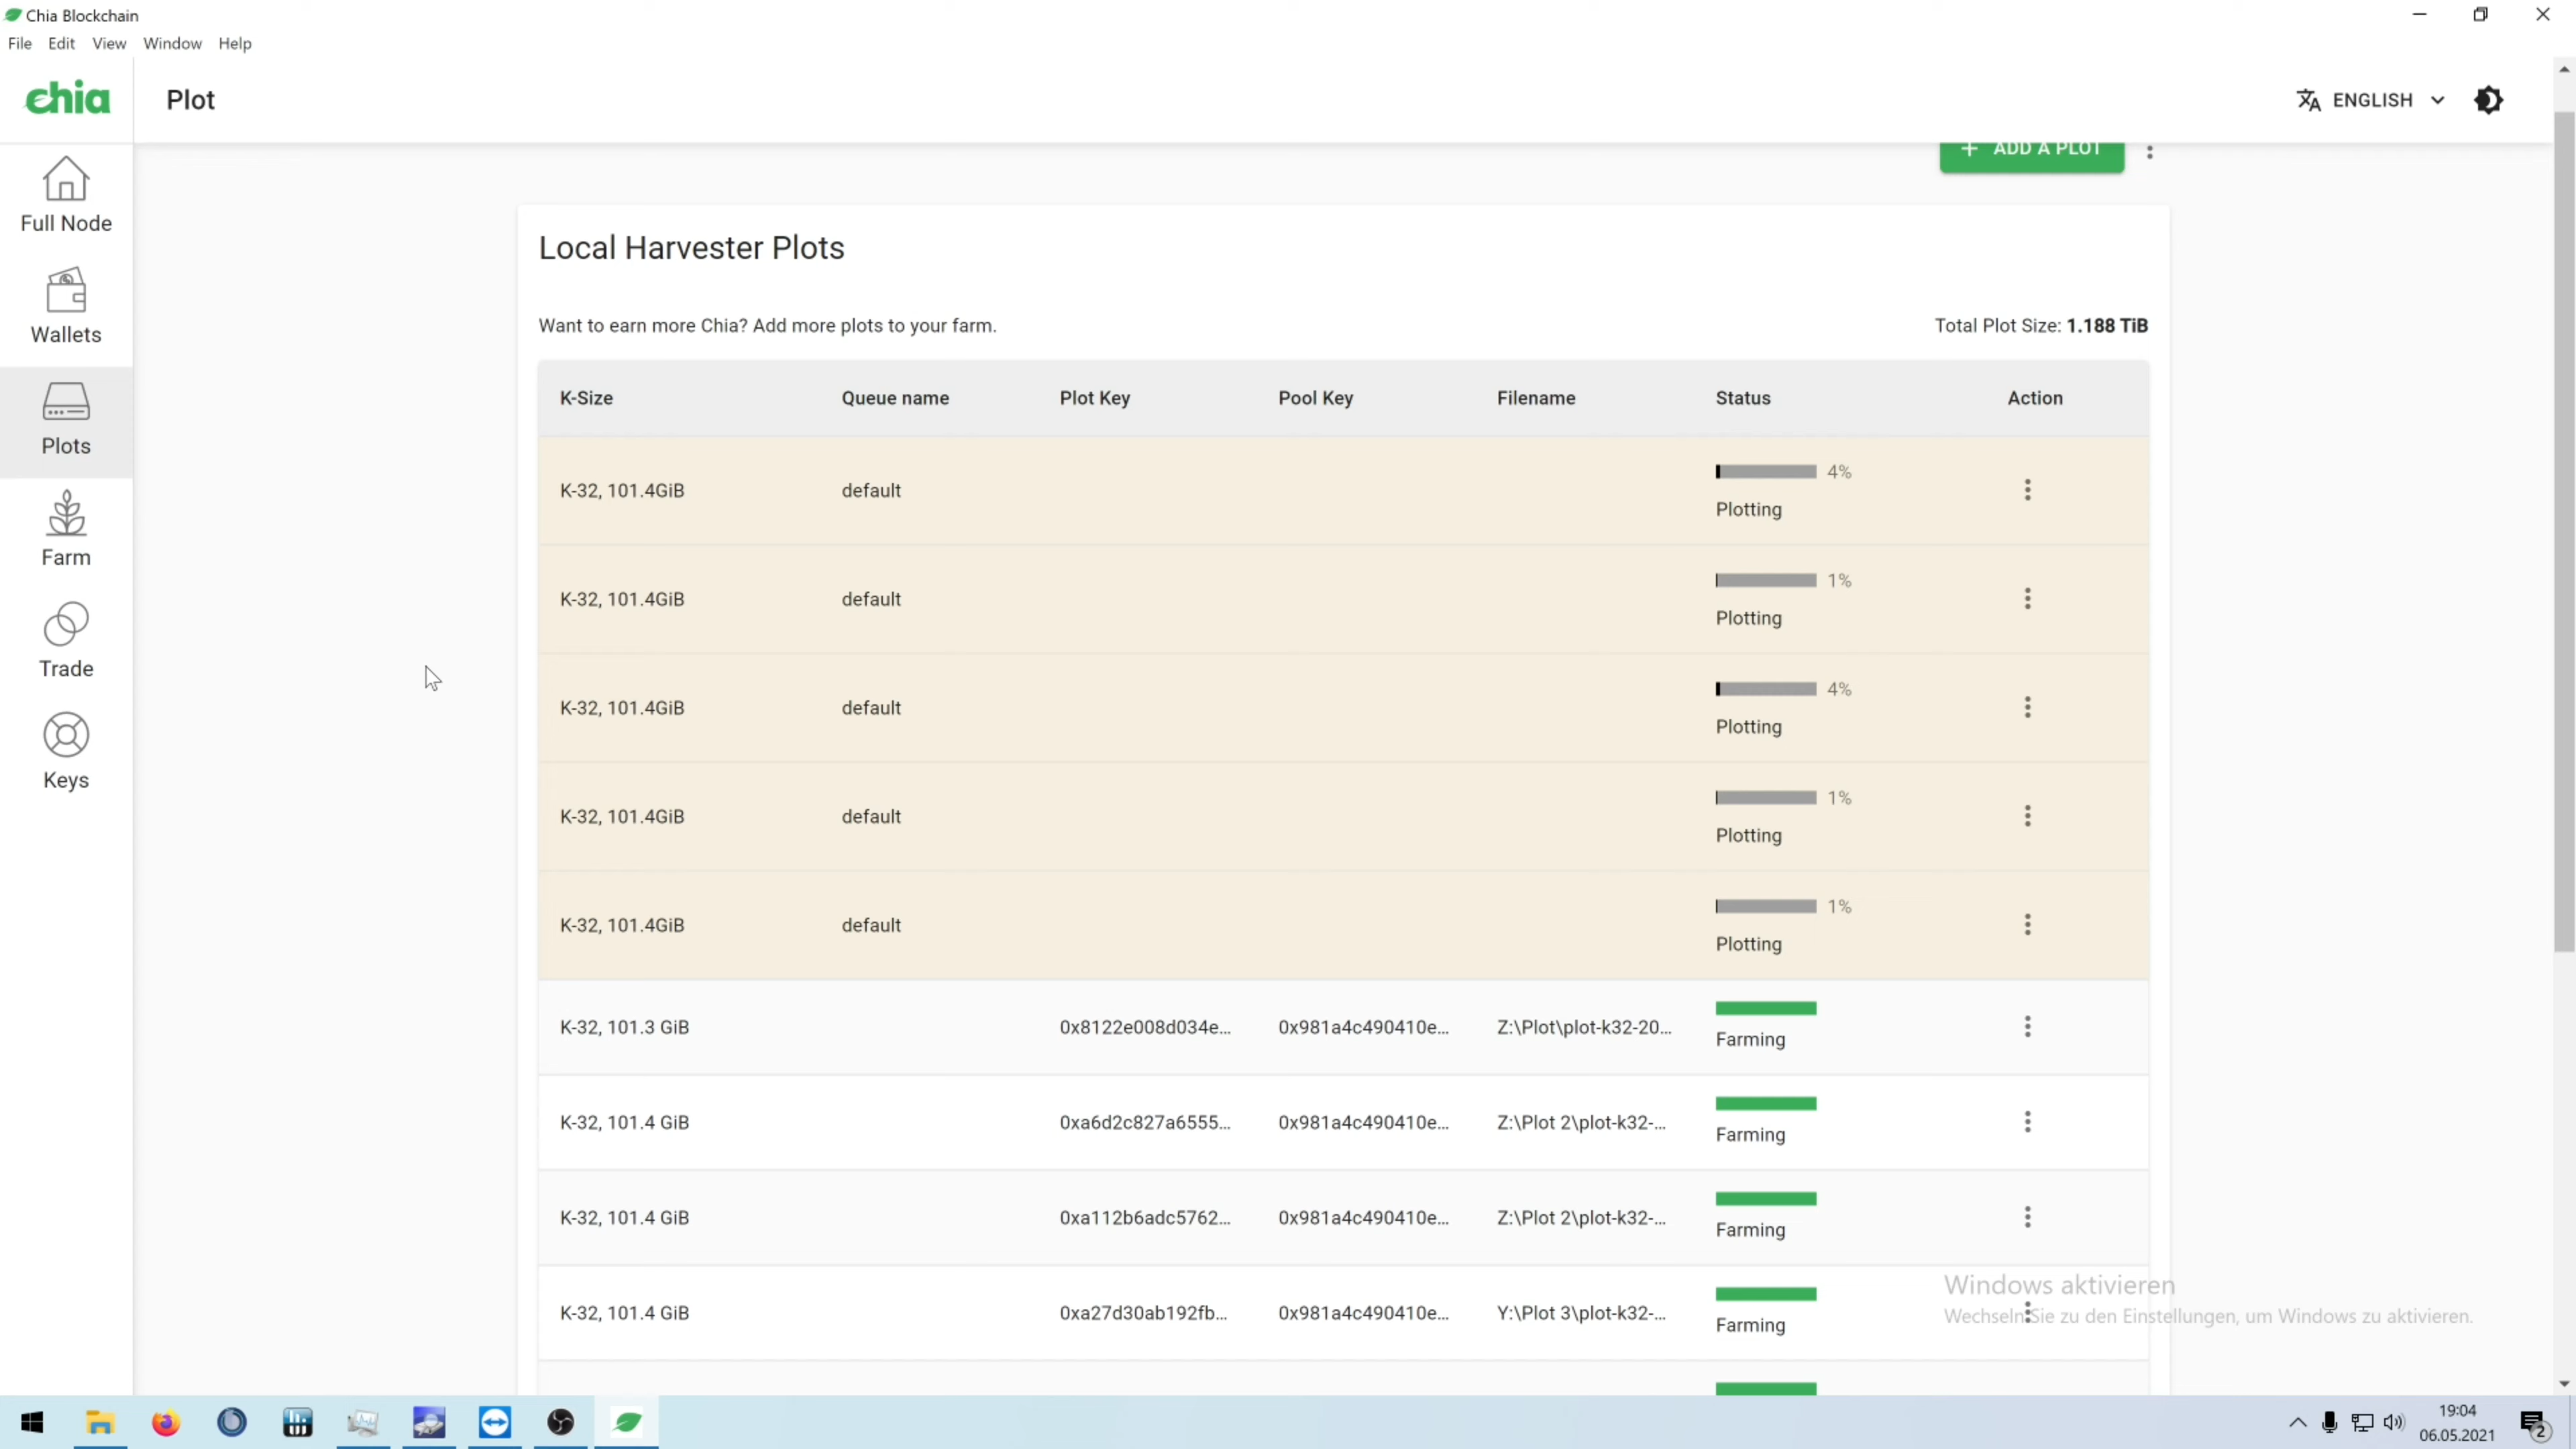 Chia Blockchain
File Edit View Window Help
chia
Plot
ENGLISH
+ ADD A PLOT
Full Node
Wallets
Plots
Farm
Trade
Keys
Local Harvester Plots
Want to earn more Chia? Add more plots to your farm.
Total Plot Size: 1.188 TiB
K-Size Queue name Plot Key Pool Key Filename Status Action
K-32, 101.4GiB default 4%
Plotting
K-32, 101.4GiB default 1%
Plotting
K-32, 101.4GiB default 4%
Plotting
K-32, 101.4GiB default 1%
Plotting
K-32, 101.4GiB default 1%
Plotting
K-32, 101.3 GiB 0x8122e008d034e... 0x981a4c490410e... Z:\Plot\plot-k32-20...
Farming
K-32, 101.4 GiB 0xa6d2c827a6555... 0x981a4c490410e... Z:\Plot 2\plot-k32-...
Farming
K-32, 101.4 GiB 0xa112b6adc5762... 0x981a4c490410e... Z:\Plot 2\plot-k32-...
Farming
K-32, 101.4 GiB 0xa27d30ab192fb... 0x981a4c490410e... Y:\Plot 3\plot-k32-...
Farming
Windows aktivieren
Wechseln Sie zu den Einstellungen, um Windows zu aktivieren.
19:04
06.05.2021
2